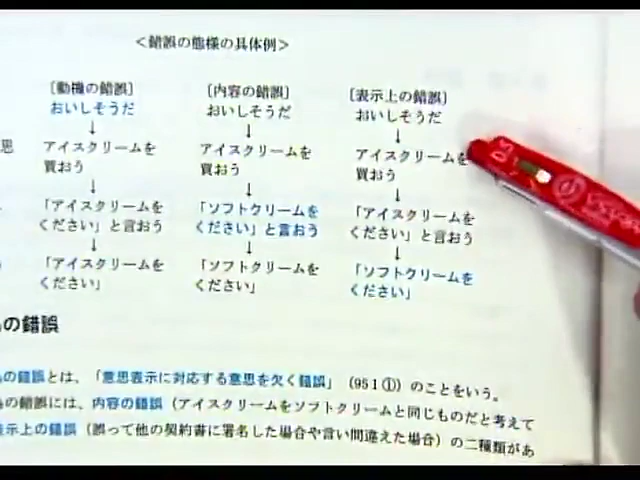 <錯誤の態様の具体例>
〔動機の錯誤〕
おいしそうだ
↓
アイスクリームを
買おう
↓
「アイスクリームを
ください」と言おう
↓
「アイスクリームを
ください」
〔内容の錯誤〕
おいしそうだ
↓
アイスクリームを
買おう
↓
「ソフトクリームを
ください」と言おう
↓
「ソフトクリームを
ください」
〔表示上の錯誤〕
おいしそうだ
↓
アイスクリームを
買おう
↓
「アイスクリームを
ください」と言おう
↓
「ソフトクリームを
ください」
思
の錯誤
の錯誤とは、「意思表示に対応する意思を欠く錯誤」(95Ⅰ①)のことをいう。
の錯誤には、内容の錯誤(アイスクリームをソフトクリームと同じものだと考えて
表示上の錯誤(誤って他の契約書に署名した場合や言い間違えた場合)の二種類があ